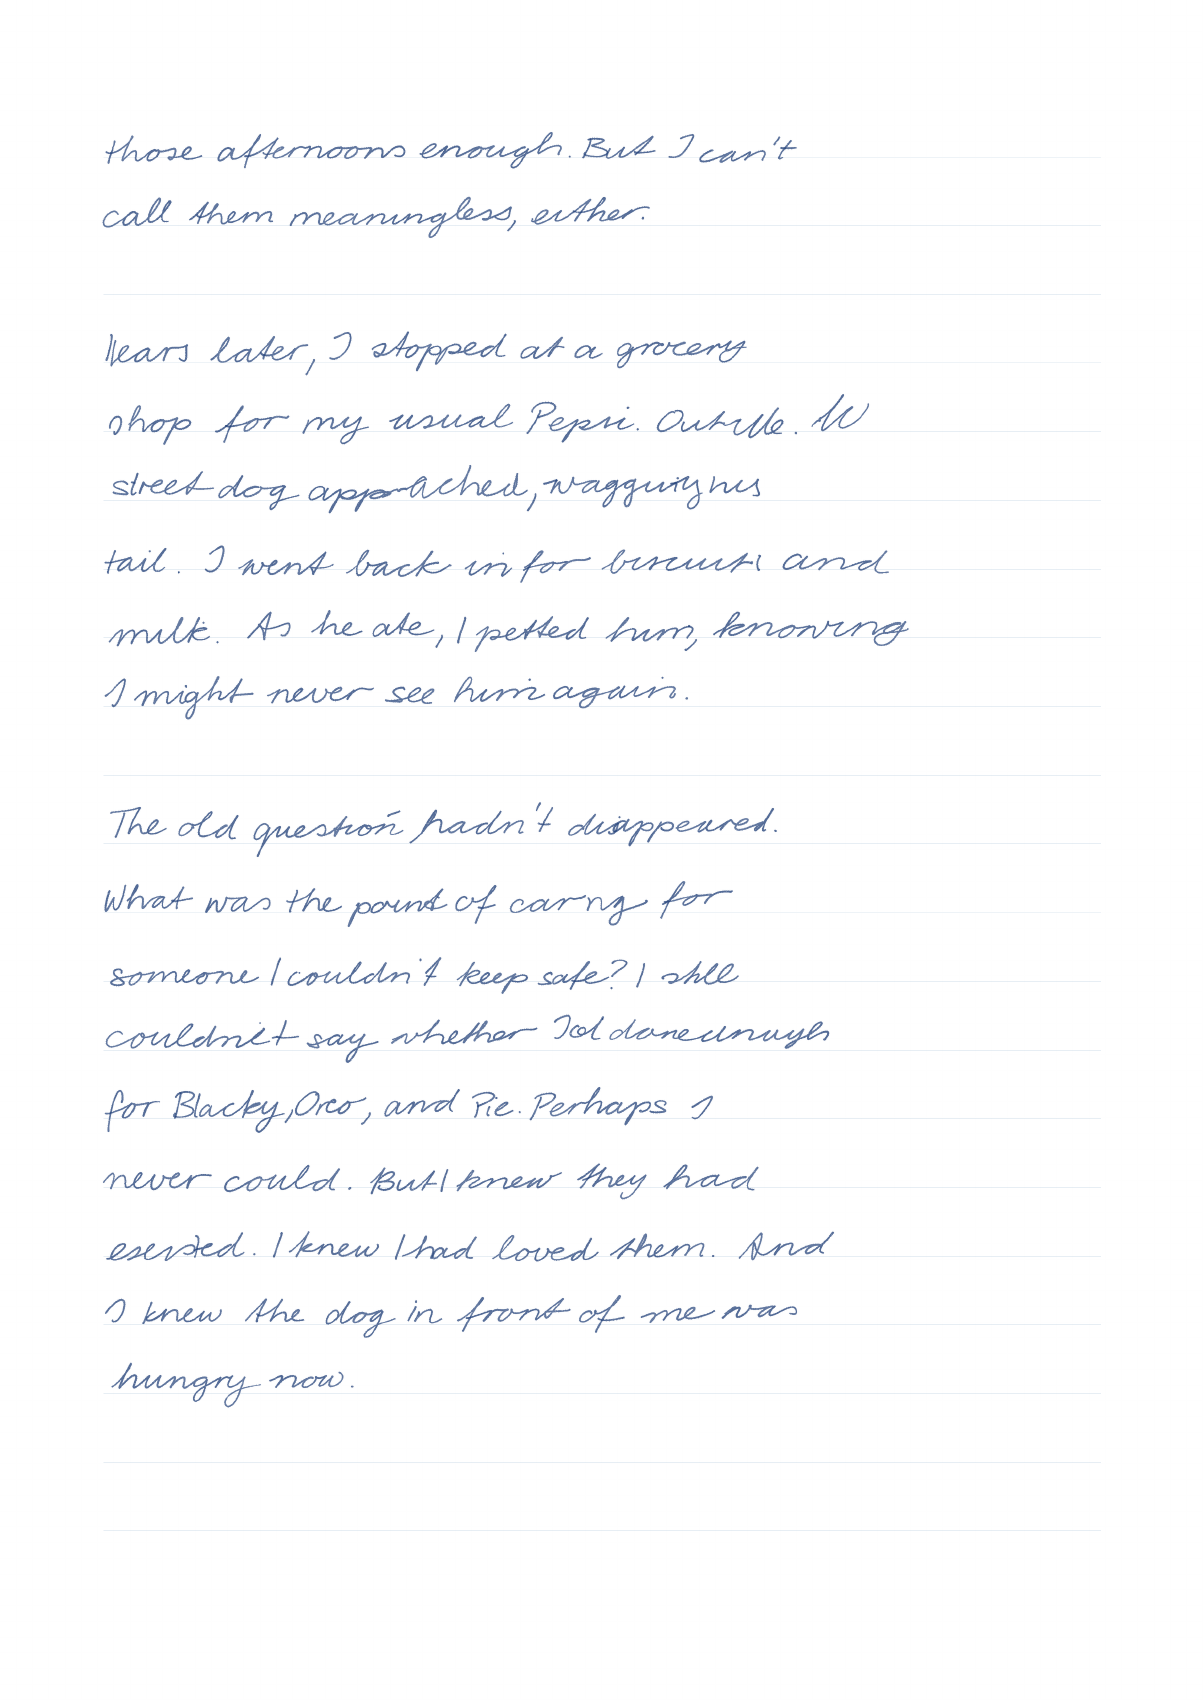 those afternoons enough. But I can't
call them meaningless, either.
Years later, I stopped at a grocery
shop for my usual Pepsi. Outside.
street dog approached, wagging his
tail. I went back in for biscuits and
milk. As he ate, I petted him, knowing
I might never see him again.
The old question hadn't disappeared.
What was the point of caring for
someone I couldn't keep safe? I still
couldn't say whether I'd done enough
for Blacky, Oreo, and Pie. Perhaps I
never could. But I knew they had
existed. I knew I had loved them. And
I knew the dog in front of me was
hungry now.